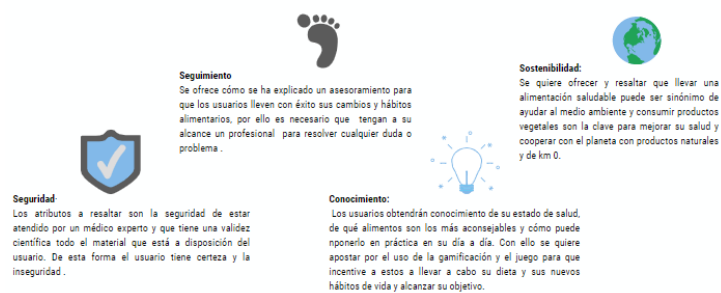 Seguimiento
Se ofrece cómo se ha explicado un asesoramiento para
que los usuarios lleven con éxito sus cambios y hábitos
alimentarios, por ello es necesario que tengan a su
alcance un profesional para resolver cualquier duda o
problema .
Sostenibilidad:
Se quiere ofrecer y resaltar que llevar una
alimentación saludable puede ser sinónimo de
ayudar al medio ambiente y consumir productos
vegetales son la clave para mejorar su salud y
cooperar con el planeta con productos naturales
y de km 0.
Seguridad
Los atributos a resaltar son la seguridad de estar
atendido por un médico experto y que tiene una validez
científica todo el material que está a disposición del
usuario. De esta forma el usuario tiene certeza y la
inseguridad .
Conocimiento:
Los usuarios obtendrán conocimiento de su estado de salud,
de qué alimentos son los más aconsejables y cómo puede
nponerlo en práctica en su día a día. Con ello se quiere
apostar por el uso de la gamificación y el juego para que
incentive a estos a llevar a cabo su dieta y sus nuevos
hábitos de vida y alcanzar su objetivo.